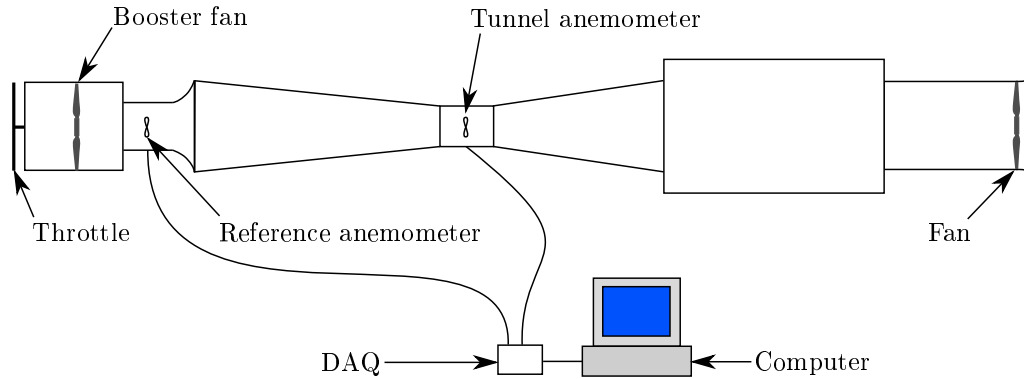 Booster fan
Tunnel anemometer
Throttle
Reference anemometer
Fan
DAQ
Computer